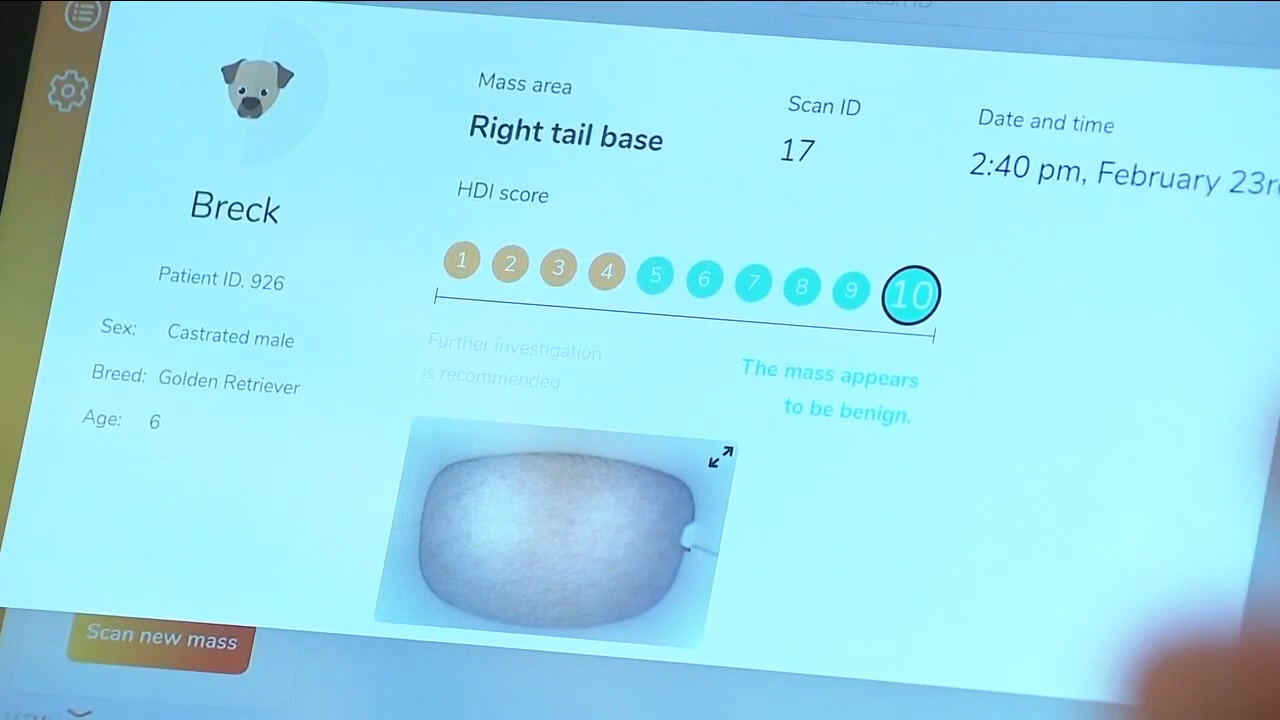 Mass area
Right tail base
Scan ID
17
Date and time
2:40 pm, February 23r
HDI score
1 2 3 4 5 6 7 8 9 10
Further investigation
is recommended
The mass appears
to be benign.
Breck
Patient ID. 926
Sex: Castrated male
Breed: Golden Retriever
Age: 6
Scan new mass